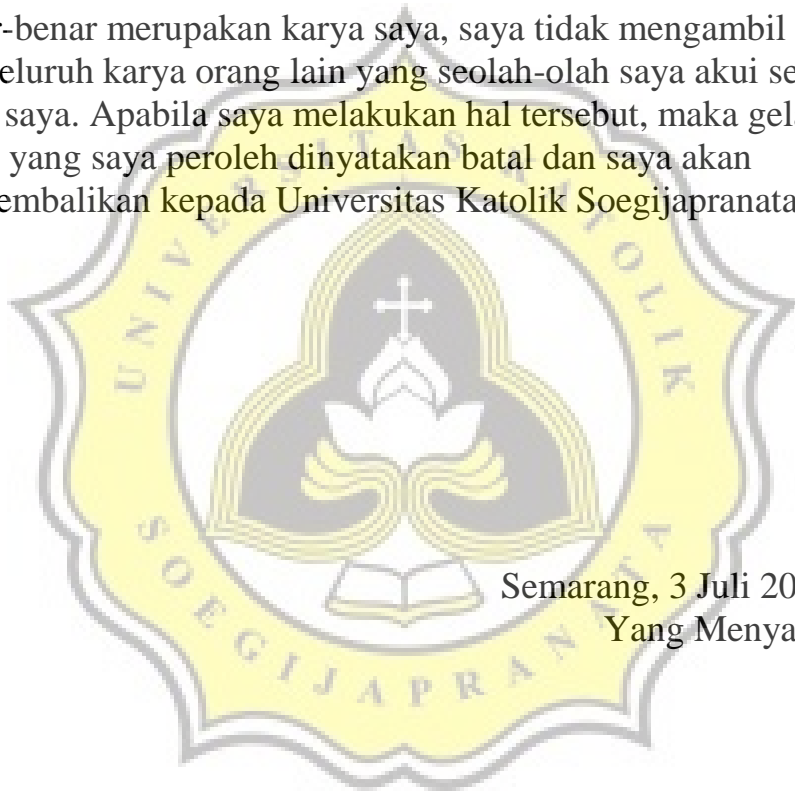 r-benar merupakan karya saya, saya tidak mengambil
eluruh karya orang lain yang seolah-olah saya akui se
saya. Apabila saya melakukan hal tersebut, maka gela
yang saya peroleh dinyatakan batal dan saya akan
embalikan kepada Universitas Katolik Soegijapranata
UNIVERSITAS KATOLIK
SOEGIJAPRANATA
Semarang, 3 Juli 20
Yang Menya